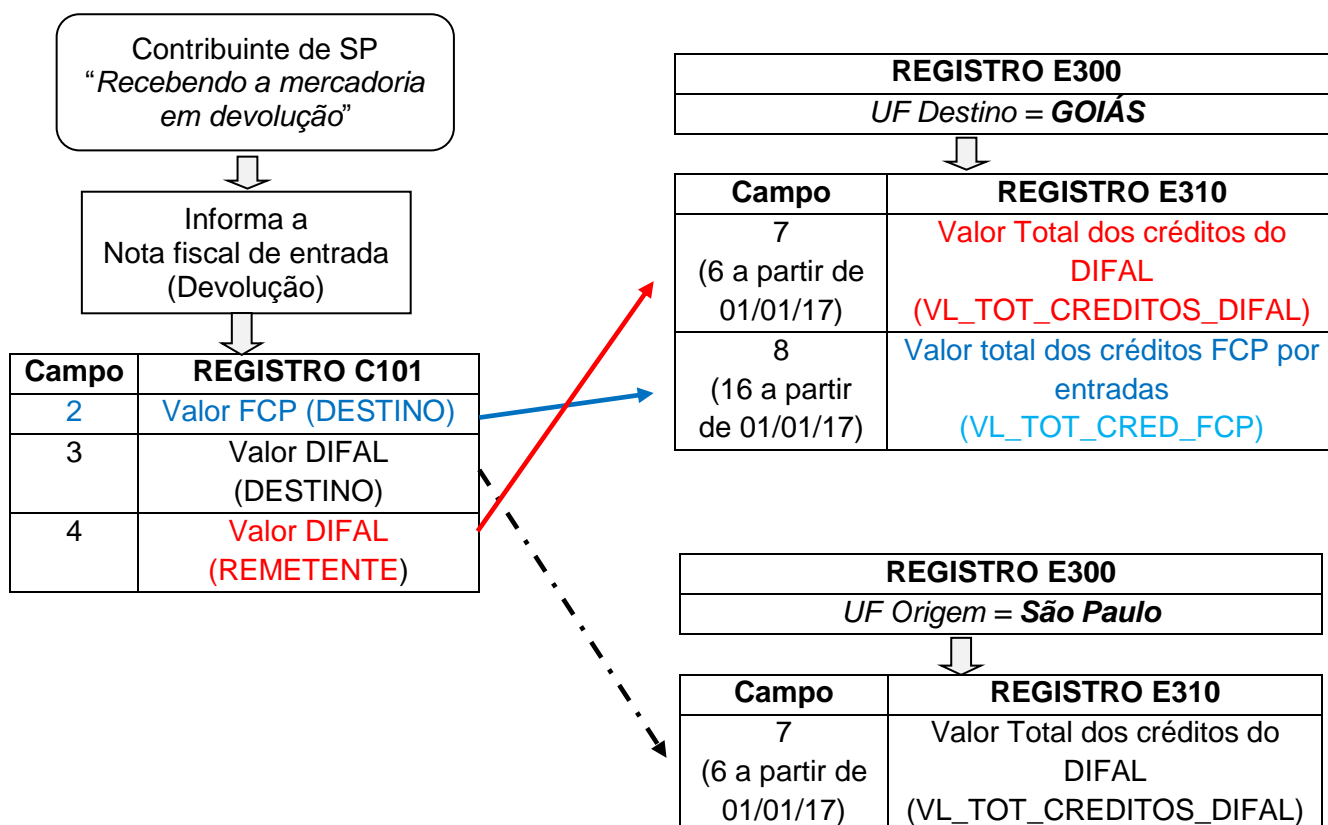 Contribuinte de SP
“Recebendo a mercadoria
em devolução”
Informa a
Nota fiscal de entrada
(Devolução)
Campo REGISTRO C101
2 Valor FCP (DESTINO)
3 Valor DIFAL
(DESTINO)
4 Valor DIFAL
(REMETENTE)
REGISTRO E300
UF Destino = GOIÁS
Campo REGISTRO E310
7 Valor Total dos créditos do
(6 a partir de DIFAL
01/01/17) (VL_TOT_CREDITOS_DIFAL)
8 Valor total dos créditos FCP por
(16 a partir entradas
de 01/01/17) (VL_TOT_CRED_FCP)
REGISTRO E300
UF Origem = São Paulo
Campo REGISTRO E310
7 Valor Total dos créditos do
(6 a partir de DIFAL
01/01/17) (VL_TOT_CREDITOS_DIFAL)